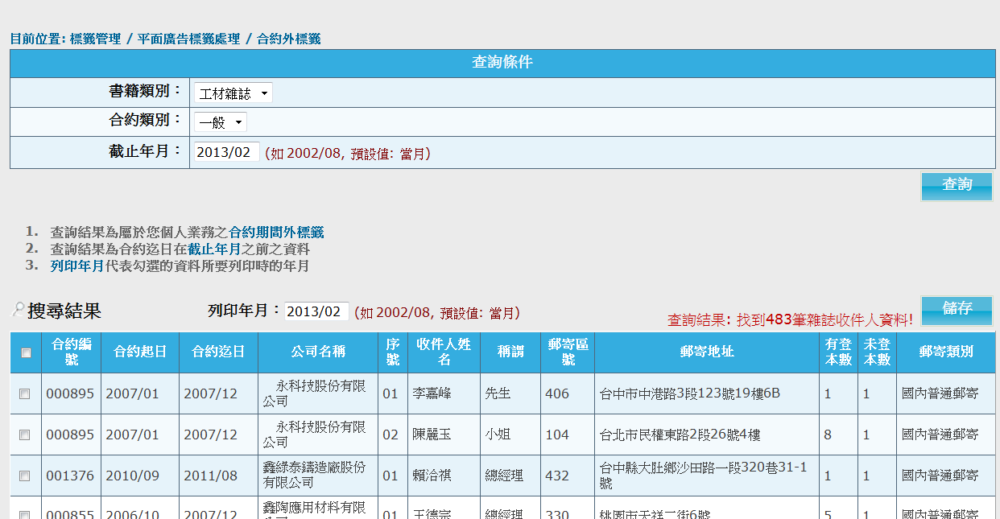 目前位置: 標籤管理 / 平面廣告標籤處理 / 合約外標籤
查詢條件
書籍類別： 工材雜誌
合約類別： 一般
截止年月： 2013/02 (如 2002/08, 預設值: 當月)
查詢
1. 查詢結果為屬於您個人業務之合約期間外標籤
2. 查詢結果為合約迄日在截止年月之前之資料
3. 列印年月代表勾選的資料所要列印時的年月
搜尋結果 列印年月： 2013/02 (如 2002/08, 預設值: 當月) 查詢結果: 找到483筆雜誌收件人資料! 儲存
合約編號 合約起日 合約迄日 公司名稱 序號 收件人姓名 稱謂 郵寄區號 郵寄地址 有登本數 未登本數 郵寄類別
000895 2007/01 2007/12 永科技股份有限公司 01 李嘉峰 先生 406 台中市中港路3段123號19樓6B 1 1 國內普通郵寄
000895 2007/01 2007/12 永科技股份有限公司 02 陳麗玉 小姐 104 台北市民權東路2段26號4樓 8 1 國內普通郵寄
001376 2010/09 2011/08 鑫綠泰鑄造廠股份有限公司 01 賴洽祺 總經理 432 台中縣大肚鄉沙田路一段320巷31-1號 1 1 國內普通郵寄
000855 2006/10 2007/12 鑫陶應用材料有限公司 01 王德宗 總經理 330 桃園市天祥二街6號 5 1 國內普通郵寄